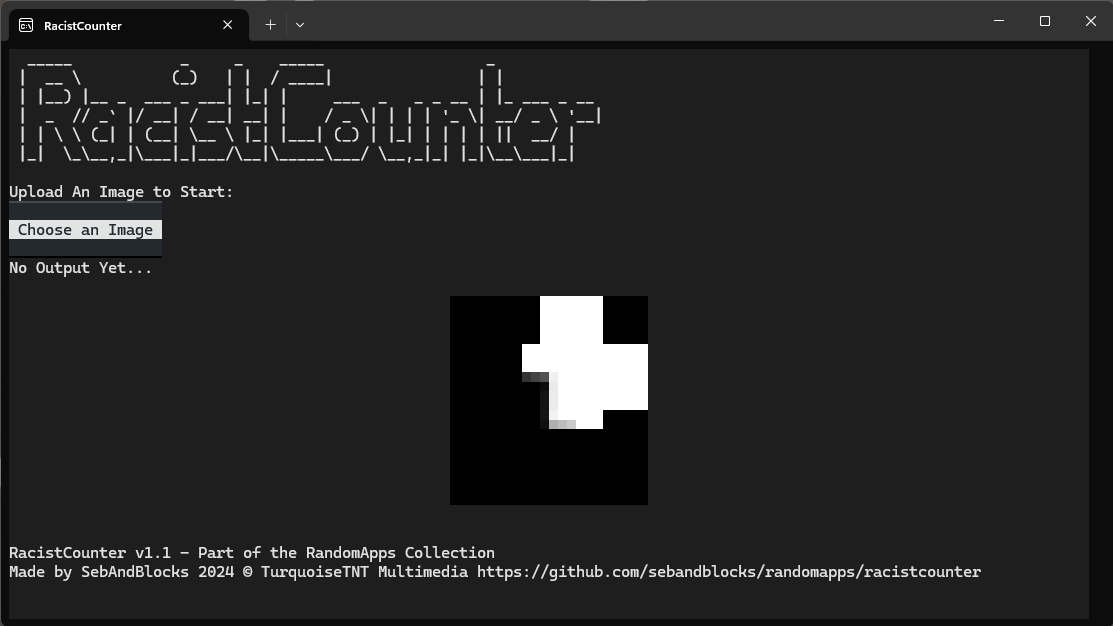 RacistCounter
RacistCounter
Upload An Image to Start:
Choose an Image
No Output Yet...
RacistCounter v1.1 - Part of the RandomApps Collection
Made by SebAndBlocks 2024 © TurquoiseTNT Multimedia https://github.com/sebandblocks/randomapps/racistcounter